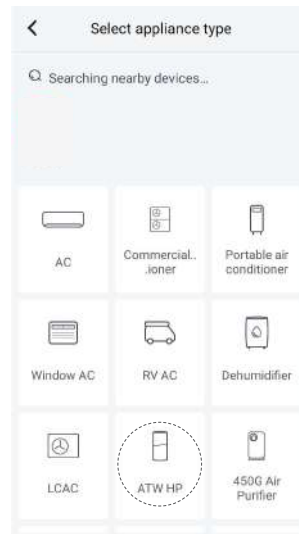 Select appliance type
Searching nearby devices...
AC
Commercial..
.ioner
Portable air
conditioner
Window AC
RV AC
Dehumidifier
LCAC
ATW HP
450G Air
Purifier